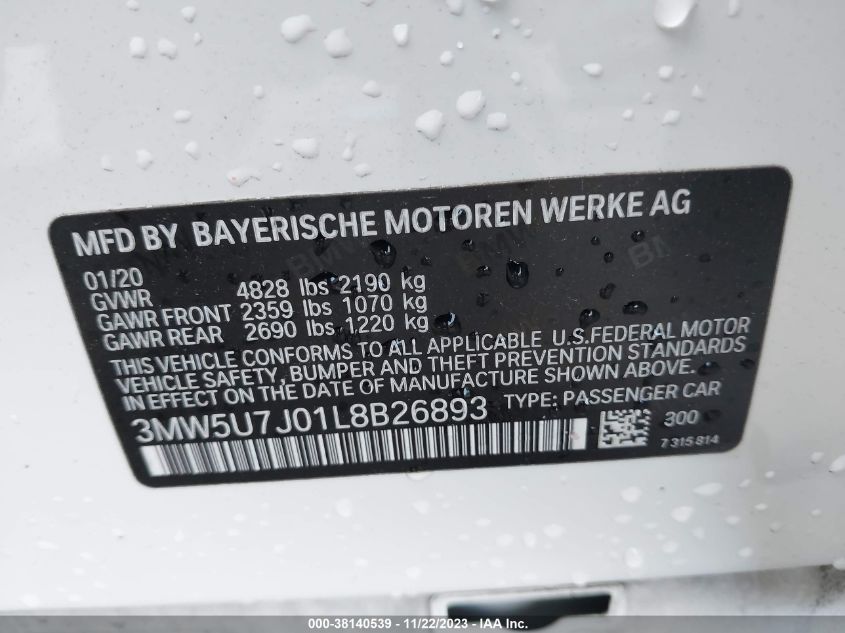 MFD BY BAYERISCHE MOTOREN WERKE AG
01/20
GVWR 4828 lbs 2190 kg
GAWR FRONT 2359 lbs 1070 kg
GAWR REAR 2690 lbs 1220 kg
THIS VEHICLE CONFORMS TO ALL APPLICABLE U.S.FEDERAL MOTOR
VEHICLE SAFETY, BUMPER AND THEFT PREVENTION STANDARDS
IN EFFECT ON THE DATE OF MANUFACTURE SHOWN ABOVE.
3MW5U7J01L8B26893 TYPE: PASSENGER CAR
300
7 315 814
000-38140539 - 11/22/2023 - IAA Inc.